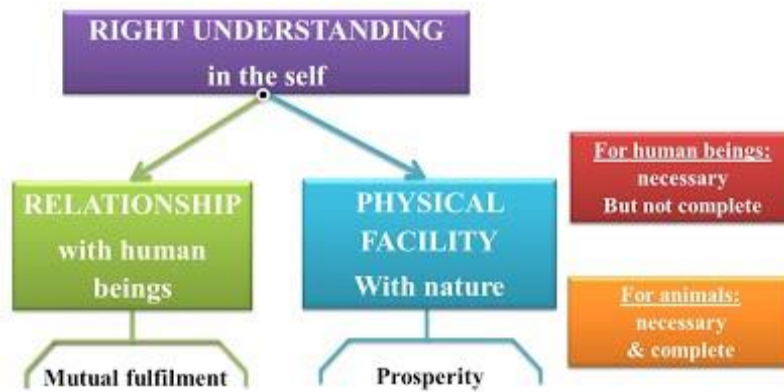 RIGHT UNDERSTANDING
in the self
RELATIONSHIP
with human
beings
PHYSICAL
FACILITY
With nature
For human beings:
necessary
But not complete
For animals:
necessary
& complete
Mutual fulfilment
Prosperity